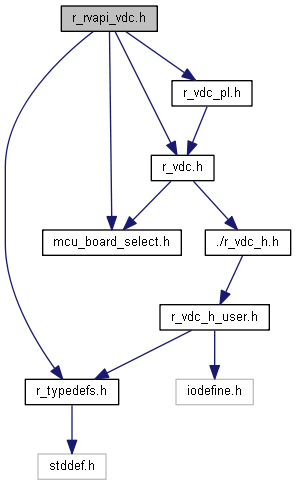 r_rvapi_vdc.h
r_vdc_pl.h
r_vdc.h
mcu_board_select.h
./r_vdc_h.h
r_vdc_h_user.h
r_typedefs.h
iodefine.h
stddef.h